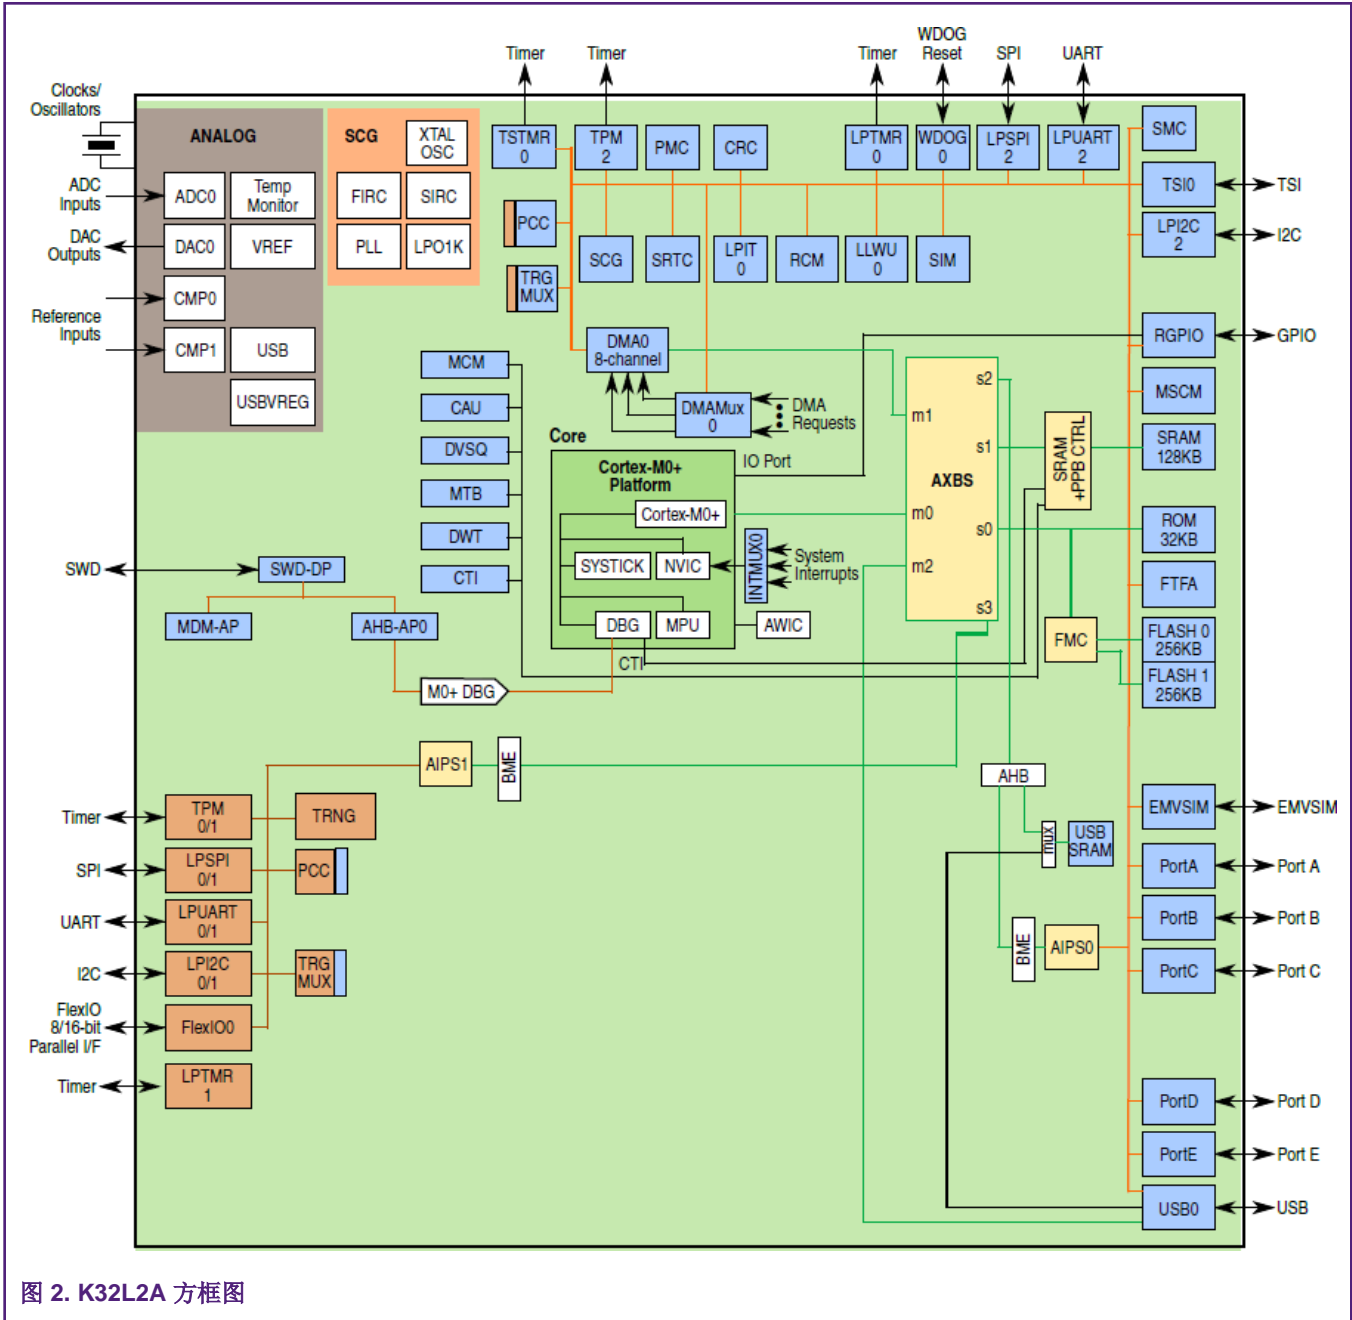 Timer
Timer
Timer
WDOG
Reset
SPI
UART
Clocks/
Oscillators
ADC
Inputs
DAC
Outputs
Reference
Inputs
ANALOG
ADC0
Temp
Monitor
DAC0
VREF
CMP0
CMP1
USB
USBVREG
SCG
XTAL
OSC
FIRC
SIRC
PLL
LPO1K
TSTMR
0
TPM
2
PMC
CRC
LPTMR
0
WDOG
0
LPSPI
2
LPUART
2
SMC
TSI0
TSI
LPI2C
2
I2C
PCC
TRG
MUX
SCG
SRTC
LPIT
0
RCM
LLWU
0
SIM
RGPIO
GPIO
MSCM
SRAM
128KB
ROM
32KB
FTFA
FLASH 0
256KB
FLASH 1
256KB
DMA0
8-channel
DMAMux
0
DMA
Requests
MCM
CAU
DVSQ
MTB
DWT
CTI
Core
Cortex-M0+
Platform
IO Port
Cortex-M0+
SYSTICK
NVIC
DBG
MPU
CTI
INTMUX0
System
Interrupts
AWIC
AXBS
m1
m0
m2
s2
s1
s0
s3
SRAM
+PPB CTRL
FMC
SWD
SWD-DP
MDM-AP
AHB-AP0
M0+ DBG
AIPS1
BME
AHB
mux
USB
SRAM
BME
AIPS0
Timer
TPM
0/1
TRNG
SPI
LPSPI
0/1
PCC
UART
LPUART
0/1
I2C
LPI2C
0/1
TRG
MUX
FlexIO
8/16-bit
Parallel I/F
FlexIO0
Timer
LPTMR
1
EMVSIM
EMVSIM
PortA
Port A
PortB
Port B
PortC
Port C
PortD
Port D
PortE
Port E
USB0
USB
图 2. K32L2A 方框图